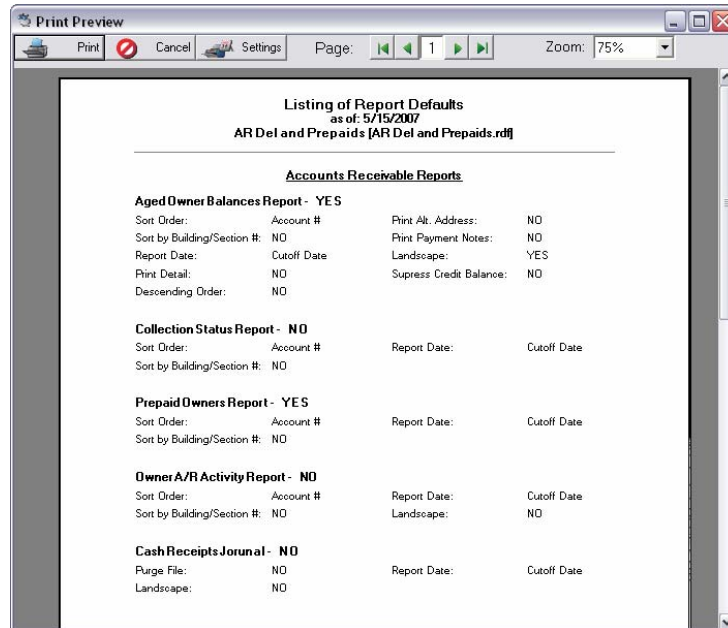 Print Preview
Print Cancel Settings Page: 1 Zoom: 75%
Listing of Report Defaults
as of: 5/15/2007
AR Del and Prepaids [AR Del and Prepaids.rdf]
Accounts Receivable Reports
Aged Owner Balances Report - YES
Sort Order: Account # Print Alt. Address: NO
Sort by Building/Section #: NO Print Payment Notes: NO
Report Date: Cutoff Date Landscape: YES
Print Detail: NO Supress Credit Balance: NO
Descending Order: NO
Collection Status Report - NO
Sort Order: Account # Report Date: Cutoff Date
Sort by Building/Section #: NO
Prepaid Owners Report - YES
Sort Order: Account # Report Date: Cutoff Date
Sort by Building/Section #: NO
Owner A/R Activity Report - NO
Sort Order: Account # Report Date: Cutoff Date
Sort by Building/Section #: NO Landscape: NO
Cash Receipts Jorunal - NO
Purge File: NO Report Date: Cutoff Date
Landscape: NO